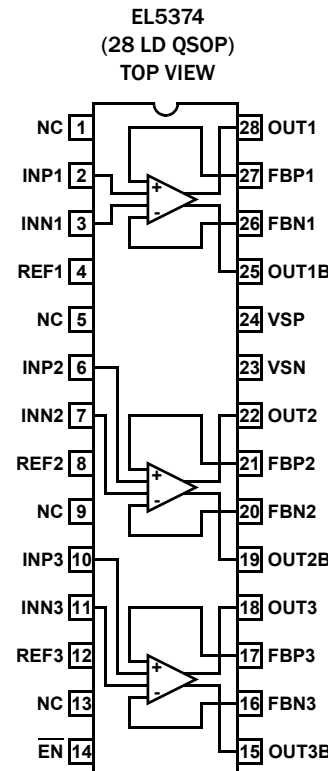 EL5374
(28 LD QSOP)
TOP VIEW
NC 1 28 OUT1
INP1 2 + 27 FBP1
INN1 3 - 26 FBN1
REF1 4 25 OUT1B
NC 5 24 VSP
INP2 6 23 VSN
INN2 7 22 OUT2
REF2 8 + 21 FBP2
NC 9 - 20 FBN2
INP3 10 19 OUT2B
INN3 11 18 OUT3
REF3 12 + 17 FBP3
NC 13 - 16 FBN3
E̅N̅ 14 15 OUT3B